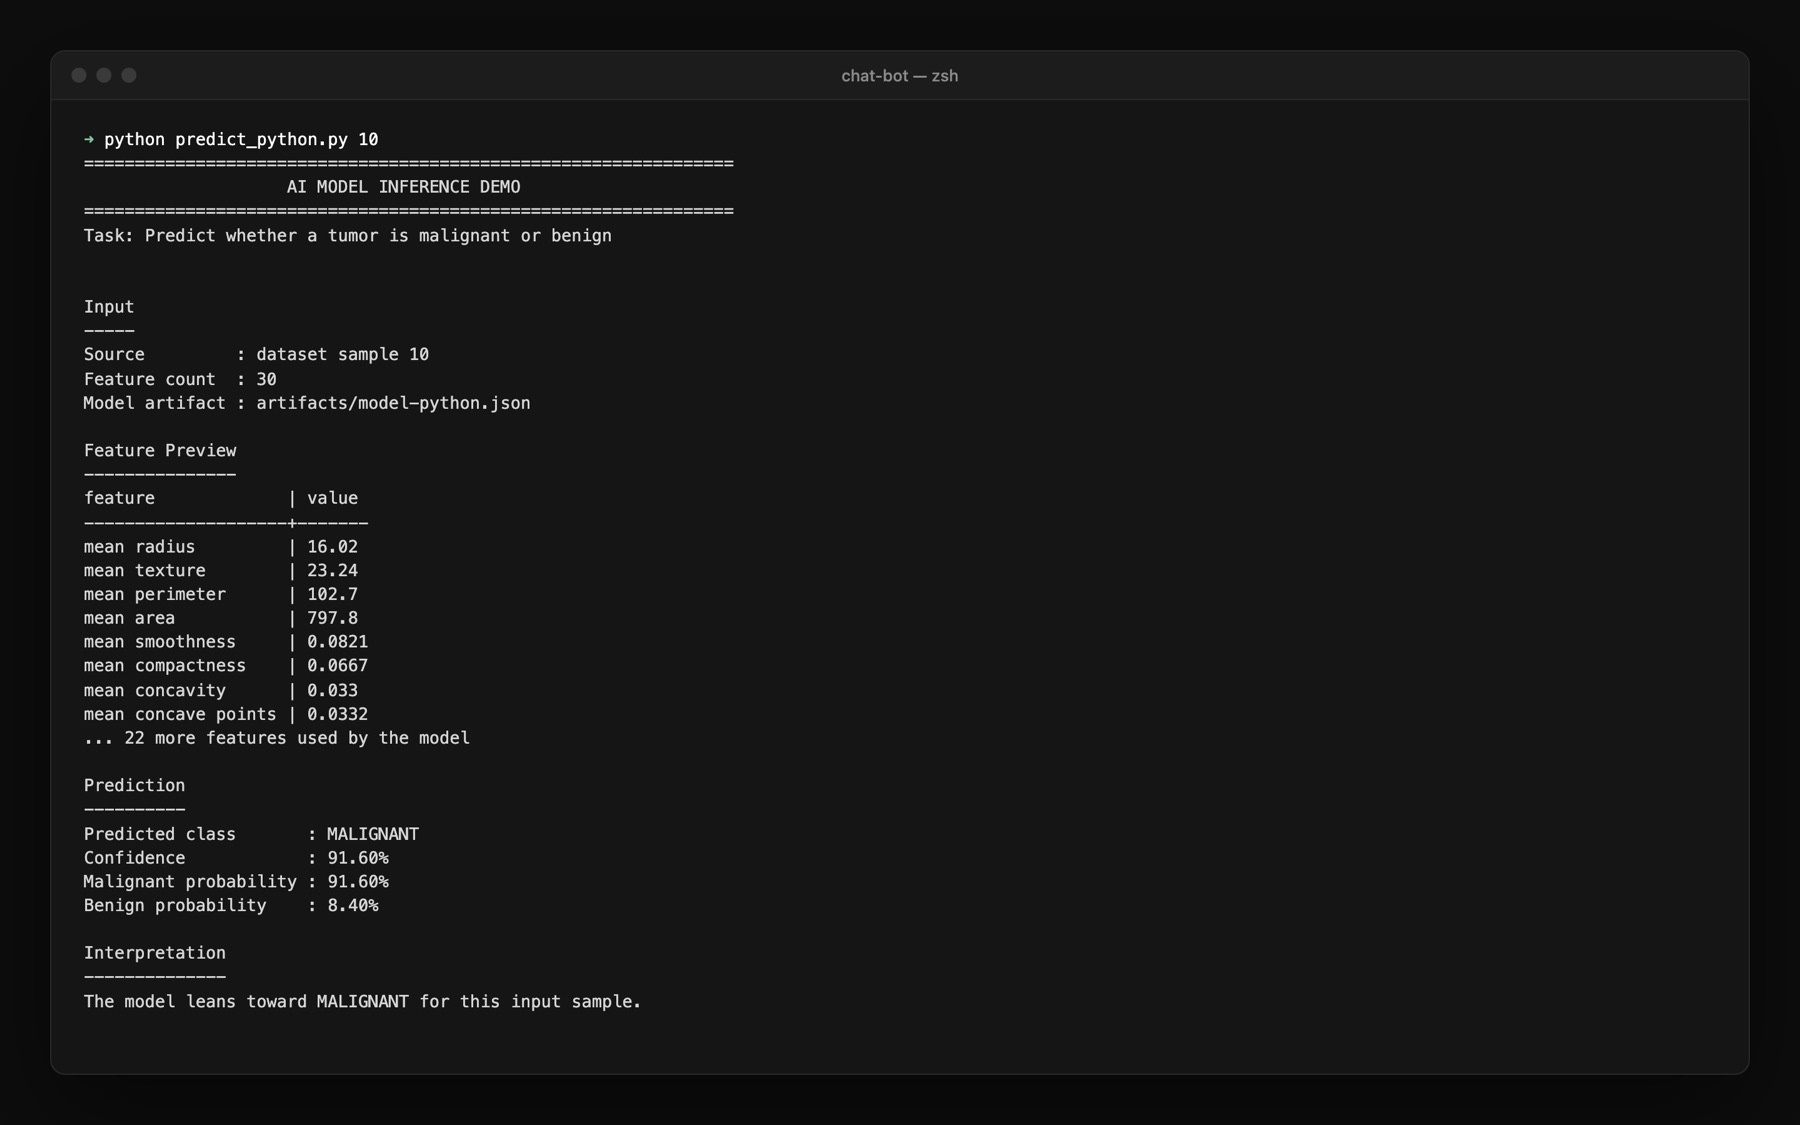 chat-bot — zsh
➜ python predict_python.py 10
================================================================
                    AI MODEL INFERENCE DEMO
================================================================
Task: Predict whether a tumor is malignant or benign
Input
-----
Source         : dataset sample 10
Feature count  : 30
Model artifact : artifacts/model-python.json
Feature Preview
---------------
feature             | value
--------------------+-------
mean radius         | 16.02
mean texture        | 23.24
mean perimeter      | 102.7
mean area           | 797.8
mean smoothness     | 0.0821
mean compactness    | 0.0667
mean concavity      | 0.033
mean concave points | 0.0332
... 22 more features used by the model
Prediction
----------
Predicted class       : MALIGNANT
Confidence            : 91.60%
Malignant probability : 91.60%
Benign probability    : 8.40%
Interpretation
--------------
The model leans toward MALIGNANT for this input sample.